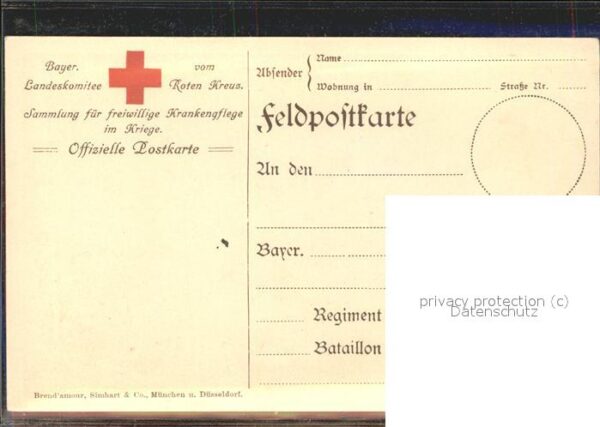 Bayer. vom
Landeskomitee Roten Kreuz.
Sammlung für freiwillige Krankenpflege
im Kriege.
Offizielle Postkarte
Brend'amour, Simhart & Co., München u. Düsseldorf.
Absender
Name
Wohnung in Straße Nr.
Feldpostkarte
An den
Bayer.
Regiment
Bataillon
privacy protection (c)
Datenschutz